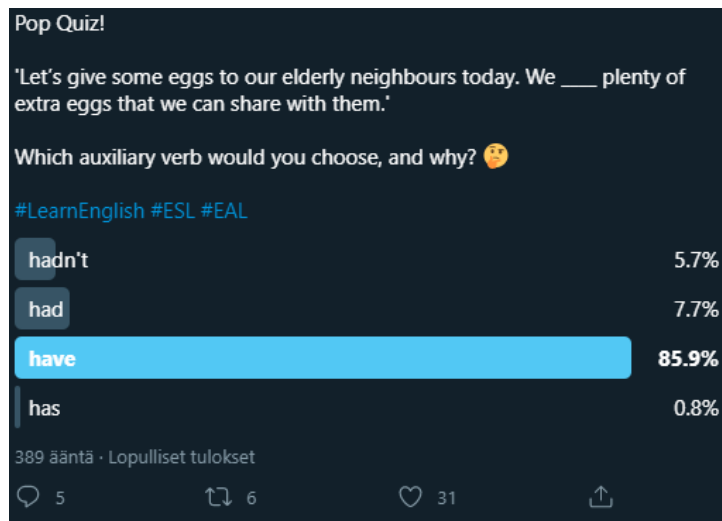 Pop Quiz!
'Let's give some eggs to our elderly neighbours today. We ___ plenty of
extra eggs that we can share with them.'
Which auxiliary verb would you choose, and why? 🤔
#LearnEnglish #ESL #EAL
hadn't 5.7%
had 7.7%
have 85.9%
has 0.8%
389 ääntä · Lopulliset tulokset
5 6 31